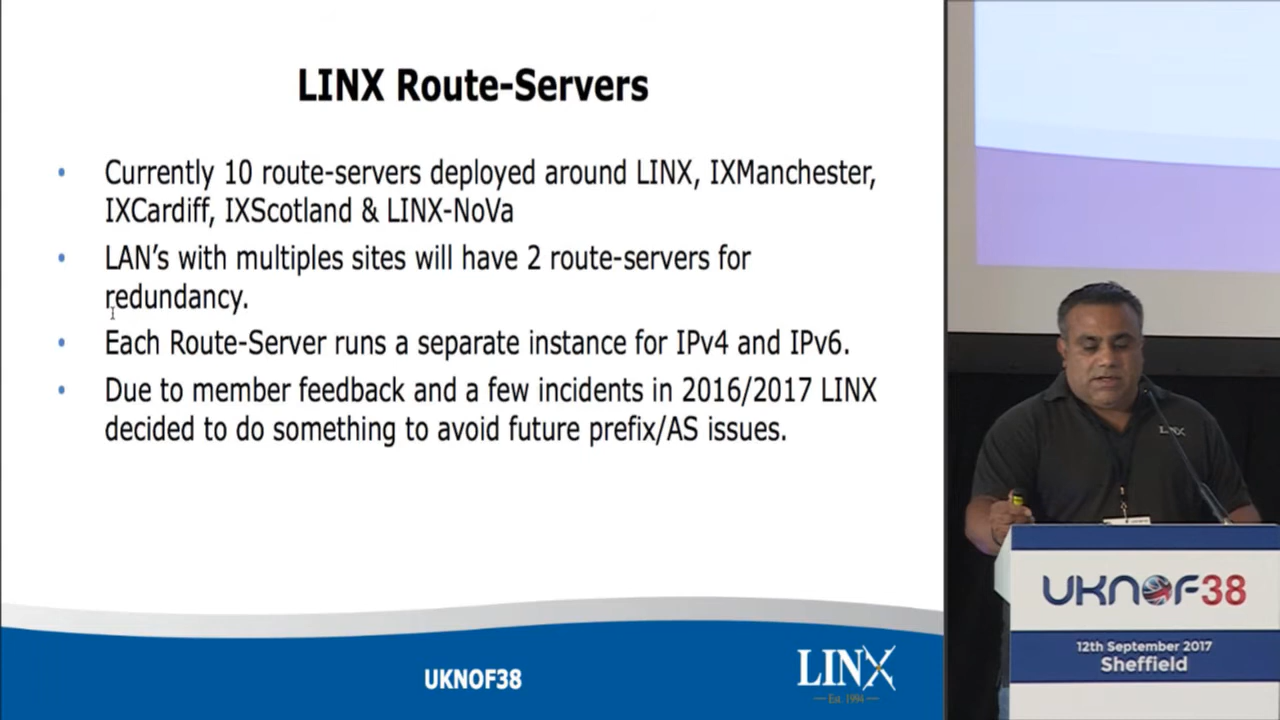 LINX Route-Servers
• Currently 10 route-servers deployed around LINX, IXManchester,
IXCardiff, IXScotland & LINX-NoVa
• LAN's with multiples sites will have 2 route-servers for
redundancy.
• Each Route-Server runs a separate instance for IPv4 and IPv6.
• Due to member feedback and a few incidents in 2016/2017 LINX
decided to do something to avoid future prefix/AS issues.
UKNOF38
LINX
Est. 1994
LINX
UKNOF38
12th September 2017
Sheffield